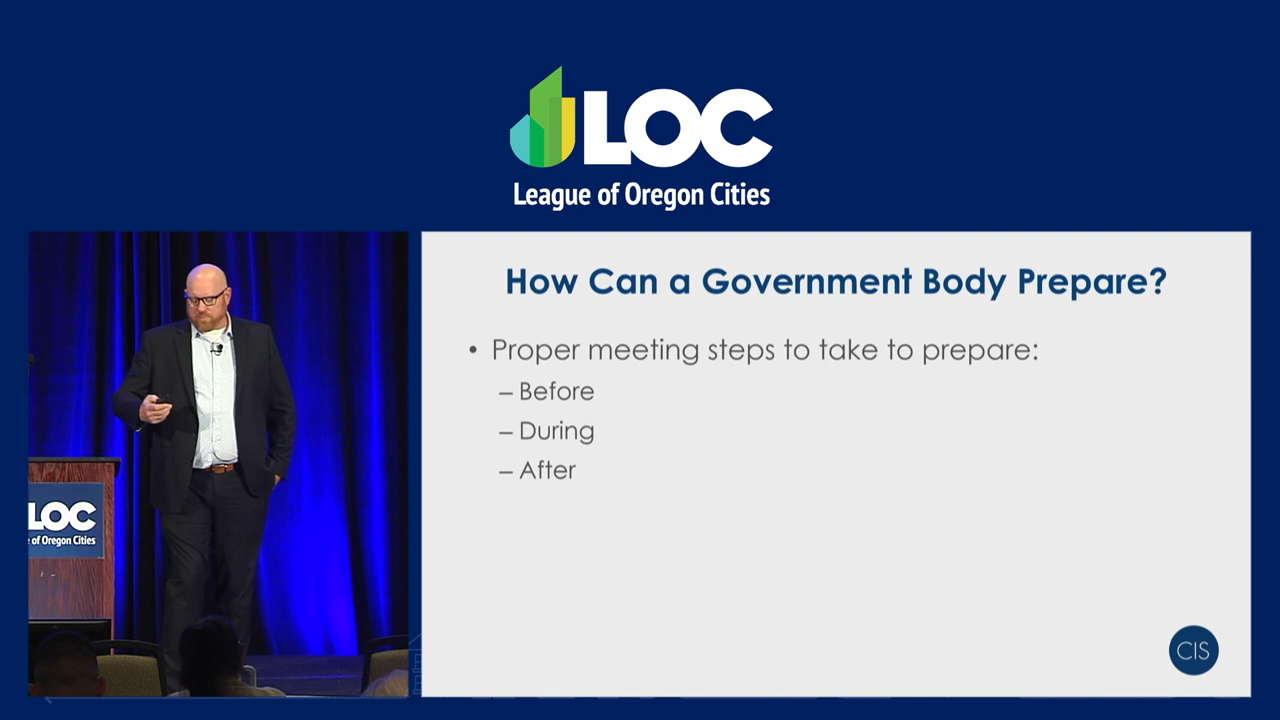 LOC
League of Oregon Cities
How Can a Government Body Prepare?
• Proper meeting steps to take to prepare:
– Before
– During
– After
LOC
of Oregon Cities
CIS